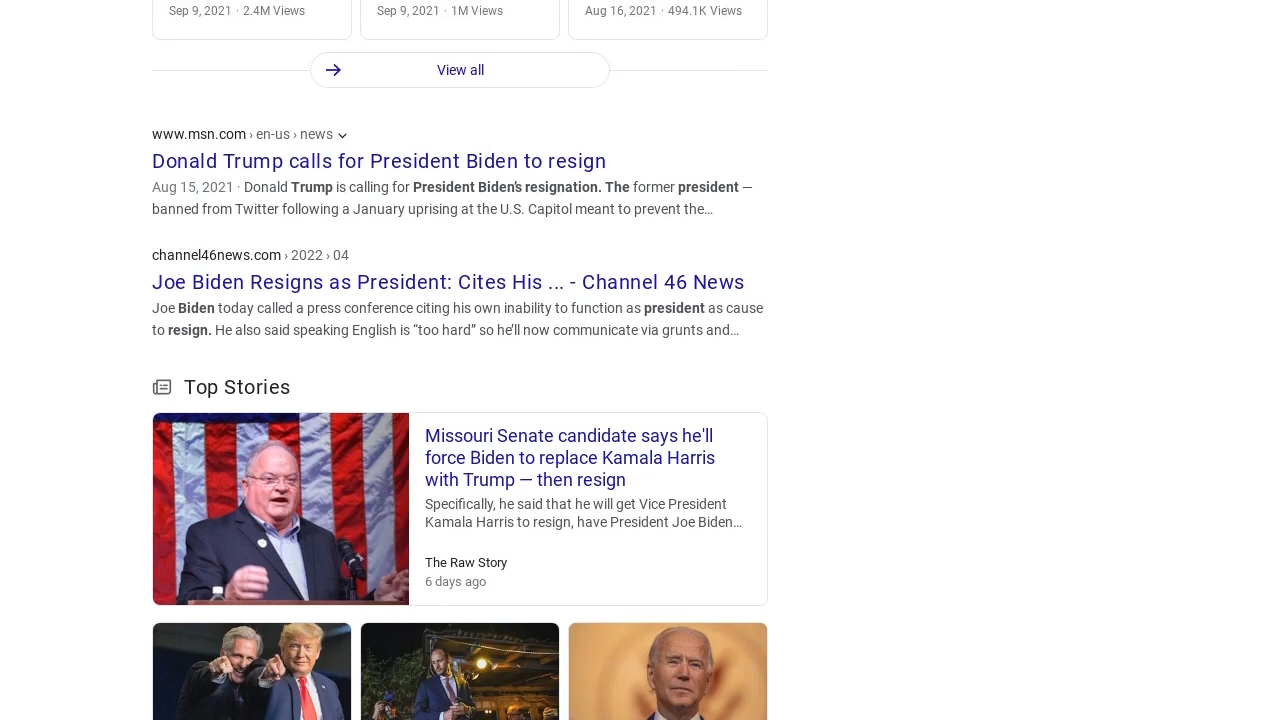 Sep 9, 2021 · 2.4M Views
Sep 9, 2021 · 1M Views
Aug 16, 2021 · 494.1K Views
View all
www.msn.com › en-us › news
Donald Trump calls for President Biden to resign
Aug 15, 2021 · Donald Trump is calling for President Biden's resignation. The former president —
banned from Twitter following a January uprising at the U.S. Capitol meant to prevent the…
channel46news.com › 2022 › 04
Joe Biden Resigns as President: Cites His ... - Channel 46 News
Joe Biden today called a press conference citing his own inability to function as president as cause
to resign. He also said speaking English is “too hard” so he’ll now communicate via grunts and…
Top Stories
Missouri Senate candidate says he'll
force Biden to replace Kamala Harris
with Trump — then resign
Specifically, he said that he will get Vice President
Kamala Harris to resign, have President Joe Biden…
The Raw Story
6 days ago